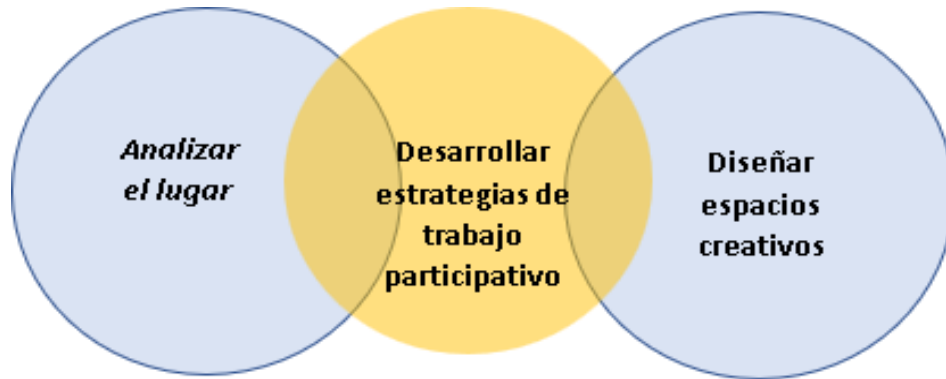 Analizar
el lugar
Desarrollar
estrategias de
trabajo
participativo
Diseñar
espacios
creativos